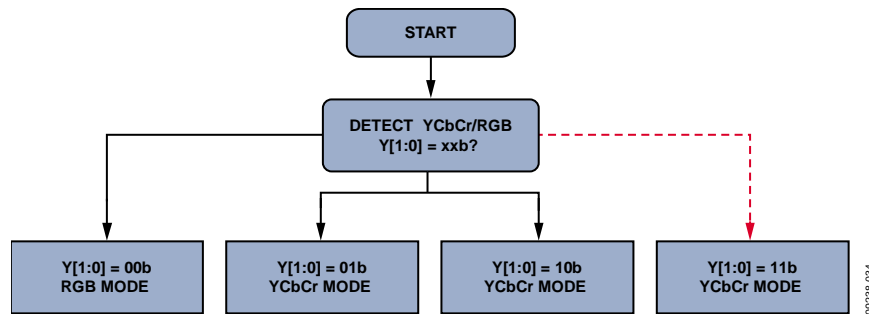 START
DETECT YCbCr/RGB
Y[1:0] = xxb?
Y[1:0] = 00b
RGB MODE
Y[1:0] = 01b
YCbCr MODE
Y[1:0] = 10b
YCbCr MODE
Y[1:0] = 11b
YCbCr MODE